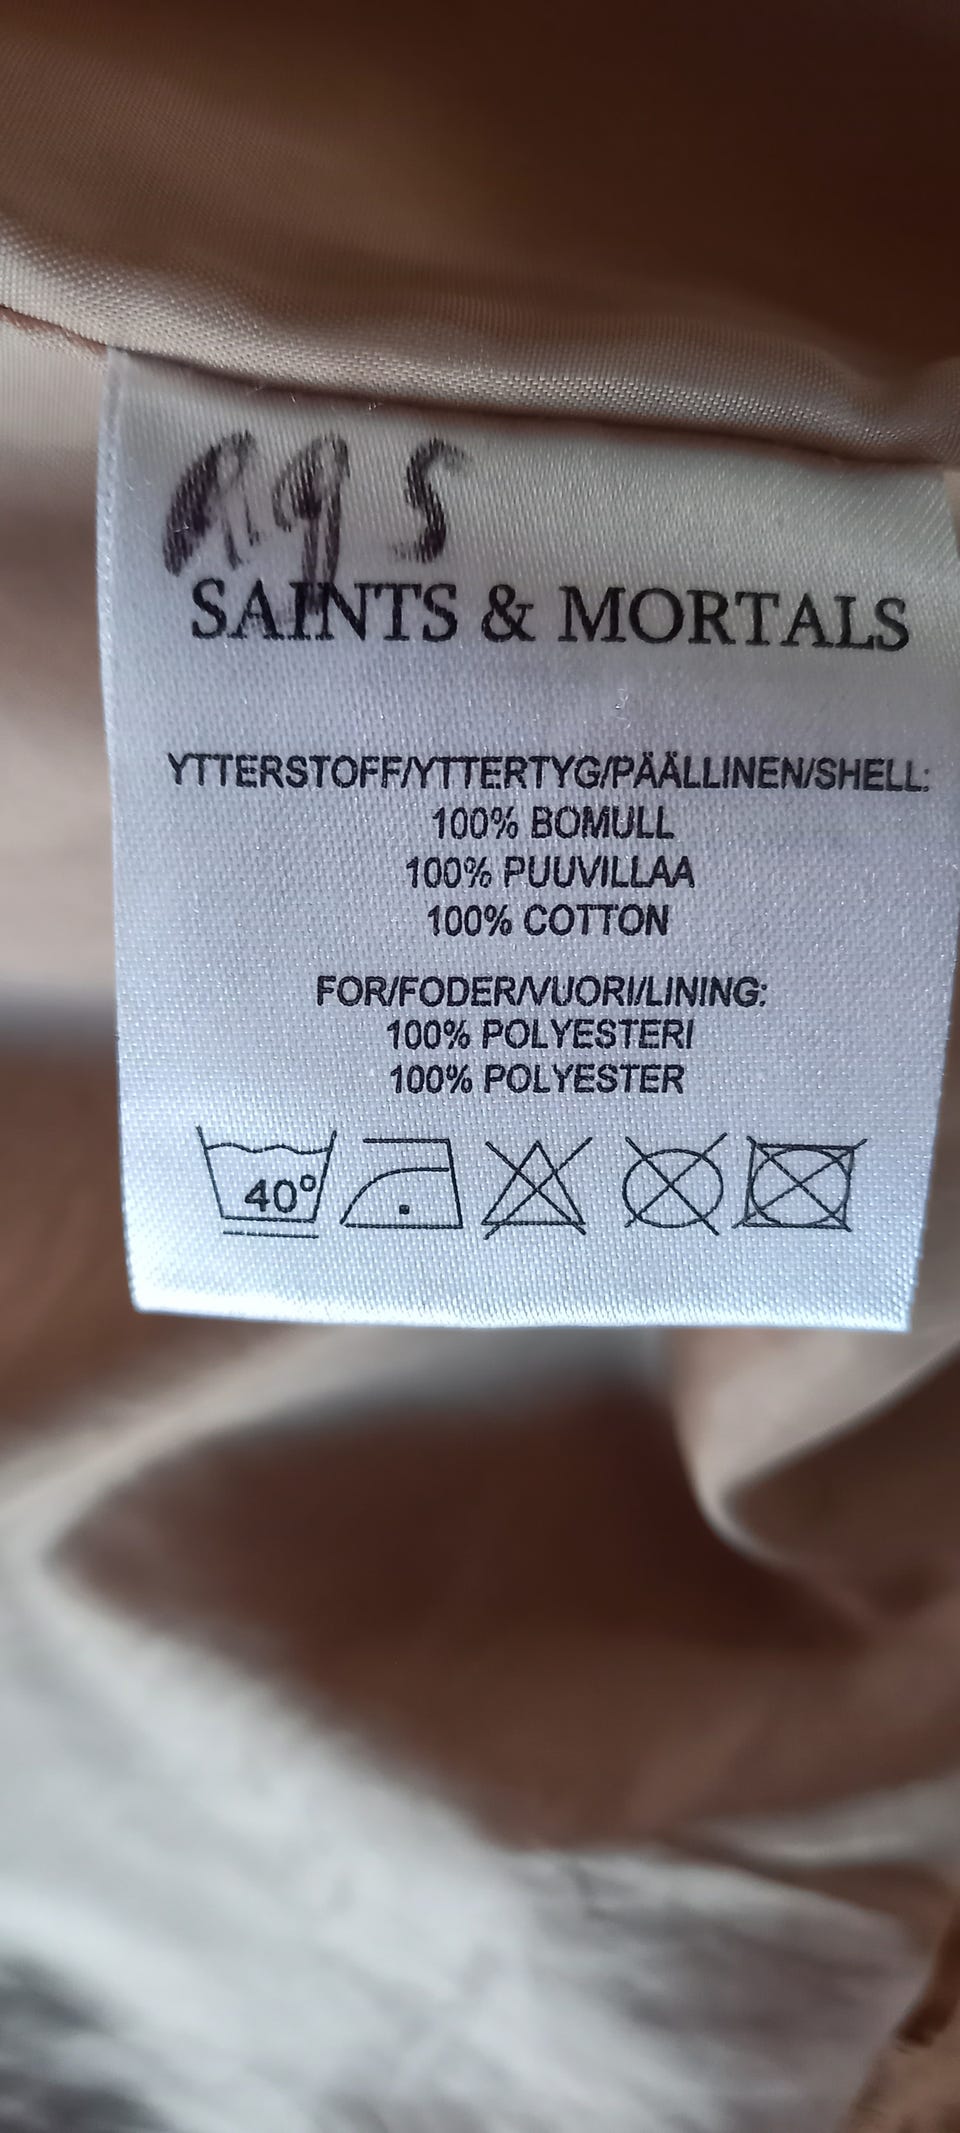 SAINTS & MORTALS
YTTERSTOFF/YTTERTYG/PÄÄLLINEN/SHELL:
100% BOMULL
100% PUUVILLAA
100% COTTON
FOR/FODER/VUORI/LINING:
100% POLYESTERI
100% POLYESTER
40°